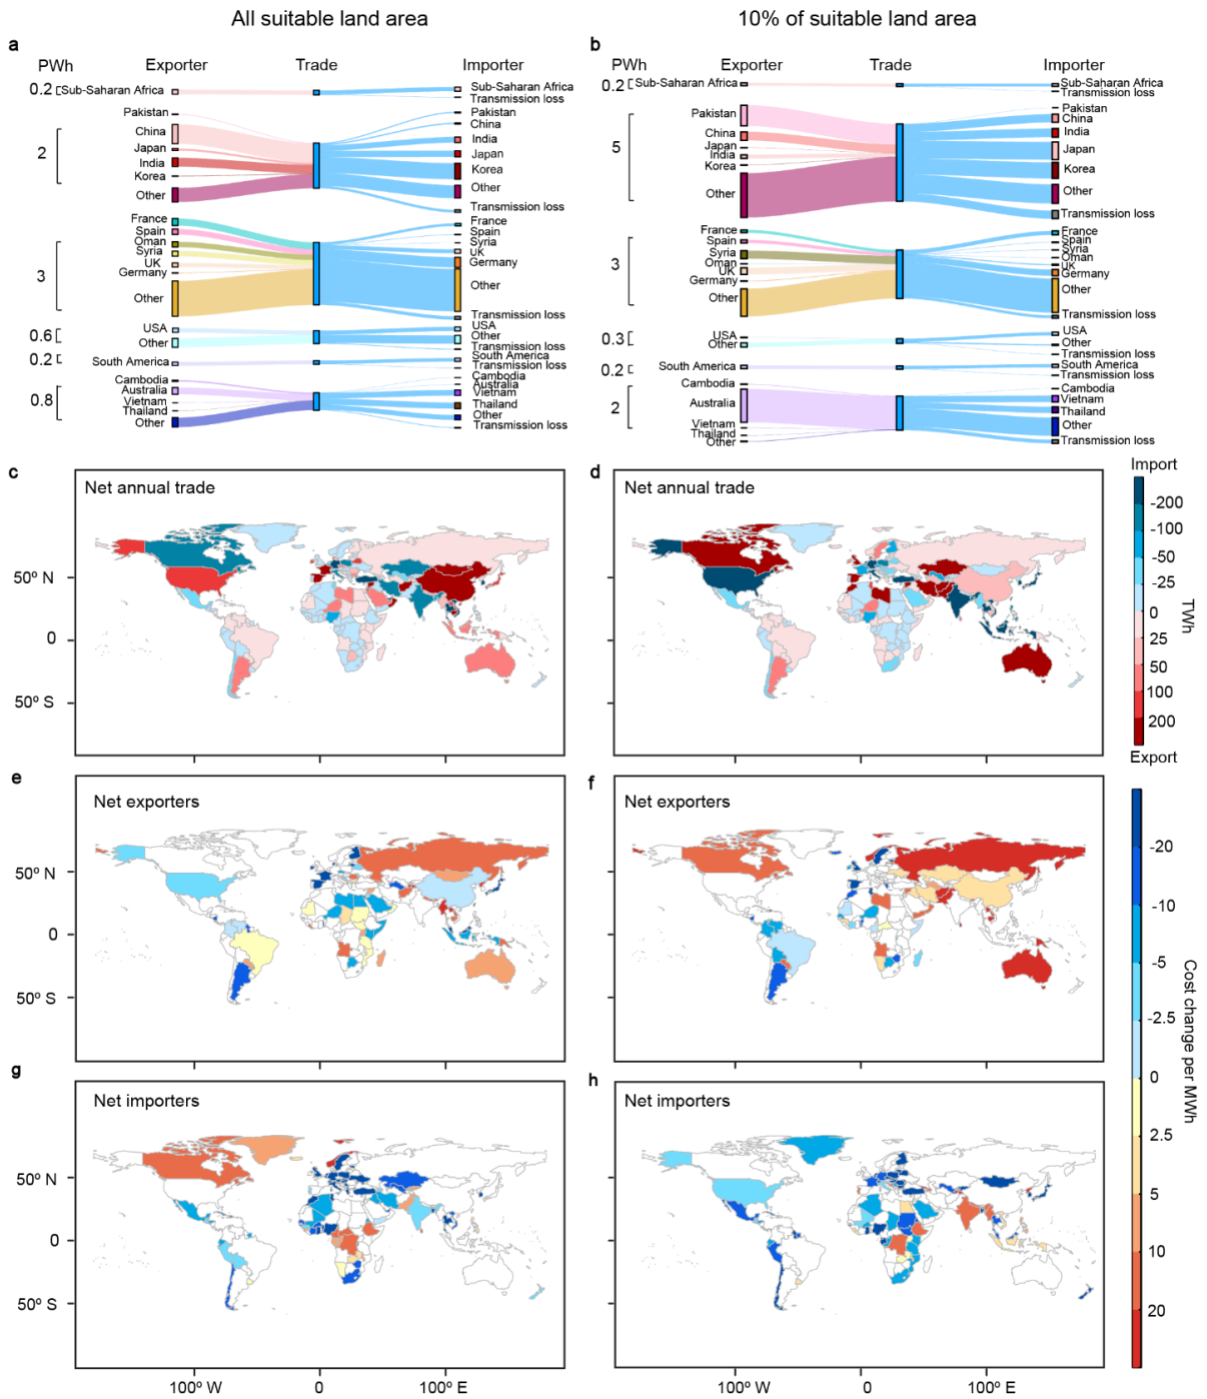 All suitable land area
10% of suitable land area
a
PWh
Exporter
Trade
Importer
0.2
Sub-Saharan Africa
Sub-Saharan Africa
Transmission loss
2
Pakistan
China
Japan
India
Korea
Other
Pakistan
China
India
Japan
Korea
Other
Transmission loss
3
France
Spain
Oman
Syria
UK
Germany
Other
France
Spain
Syria
UK
Germany
Other
Transmission loss
0.6
USA
Other
USA
Other
Transmission loss
0.2
South America
South America
Transmission loss
0.8
Cambodia
Australia
Vietnam
Thailand
Other
Cambodia
Australia
Vietnam
Thailand
Other
Transmission loss
b
PWh
Exporter
Trade
Importer
0.2
Sub-Saharan Africa
Sub-Saharan Africa
Transmission loss
5
Pakistan
China
Japan
India
Korea
Other
Pakistan
China
India
Japan
Korea
Other
Transmission loss
3
France
Spain
Syria
Oman
UK
Germany
Other
France
Spain
Syria
Oman
UK
Germany
Other
Transmission loss
0.3
USA
Other
USA
Other
Transmission loss
0.2
South America
South America
Transmission loss
2
Cambodia
Australia
Vietnam
Thailand
Other
Cambodia
Vietnam
Thailand
Other
Transmission loss
c
Net annual trade
50º N
0
50º S
d
Net annual trade
Import
-200
-100
-50
-25
0
25
50
100
200
TWh
Export
e
Net exporters
50º N
0
50º S
f
Net exporters
g
Net importers
50º N
0
50º S
100º W
0
100º E
h
Net importers
100º W
0
100º E
-20
-10
-5
-2.5
0
2.5
5
10
20
Cost change per MWh